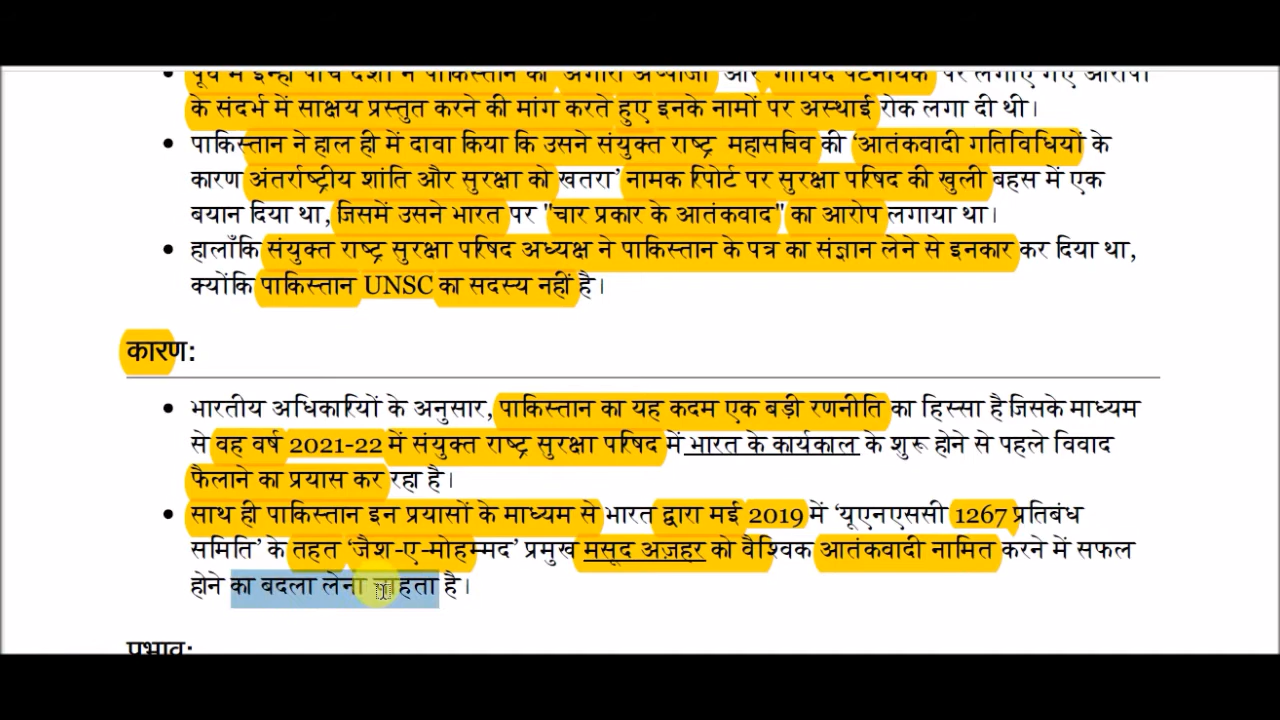 के संदर्भ में साक्षय प्रस्तुत करने की मांग करते हुए इनके नामों पर अस्थाई रोक लगा दी थी।
पाकिस्तान ने हाल ही में दावा किया कि उसने संयुक्त राष्ट्र महासचिव की ‘आतंकवादी गतिविधियों के
कारण अंतर्राष्ट्रीय शांति और सुरक्षा को खतरा’ नामक रिपोर्ट पर सुरक्षा परिषद की खुली बहस में एक
बयान दिया था, जिसमें उसने भारत पर "चार प्रकार के आतंकवाद" का आरोप लगाया था।
हालाँकि संयुक्त राष्ट्र सुरक्षा परिषद अध्यक्ष ने पाकिस्तान के पत्र का संज्ञान लेने से इनकार कर दिया था,
क्योंकि पाकिस्तान UNSC का सदस्य नहीं है।
कारण:
भारतीय अधिकारियों के अनुसार, पाकिस्तान का यह कदम एक बड़ी रणनीति का हिस्सा है जिसके माध्यम
से वह वर्ष 2021-22 में संयुक्त राष्ट्र सुरक्षा परिषद में भारत के कार्यकाल के शुरू होने से पहले विवाद
फैलाने का प्रयास कर रहा है।
साथ ही पाकिस्तान इन प्रयासों के माध्यम से भारत द्वारा मई 2019 में ‘यूएनएससी 1267 प्रतिबंध
समिति’ के तहत ‘जैश-ए-मोहम्मद’ प्रमुख मसूद अज़हर को वैश्विक आतंकवादी नामित करने में सफल
होने का बदला लेना चाहता है।
प्रभाव: